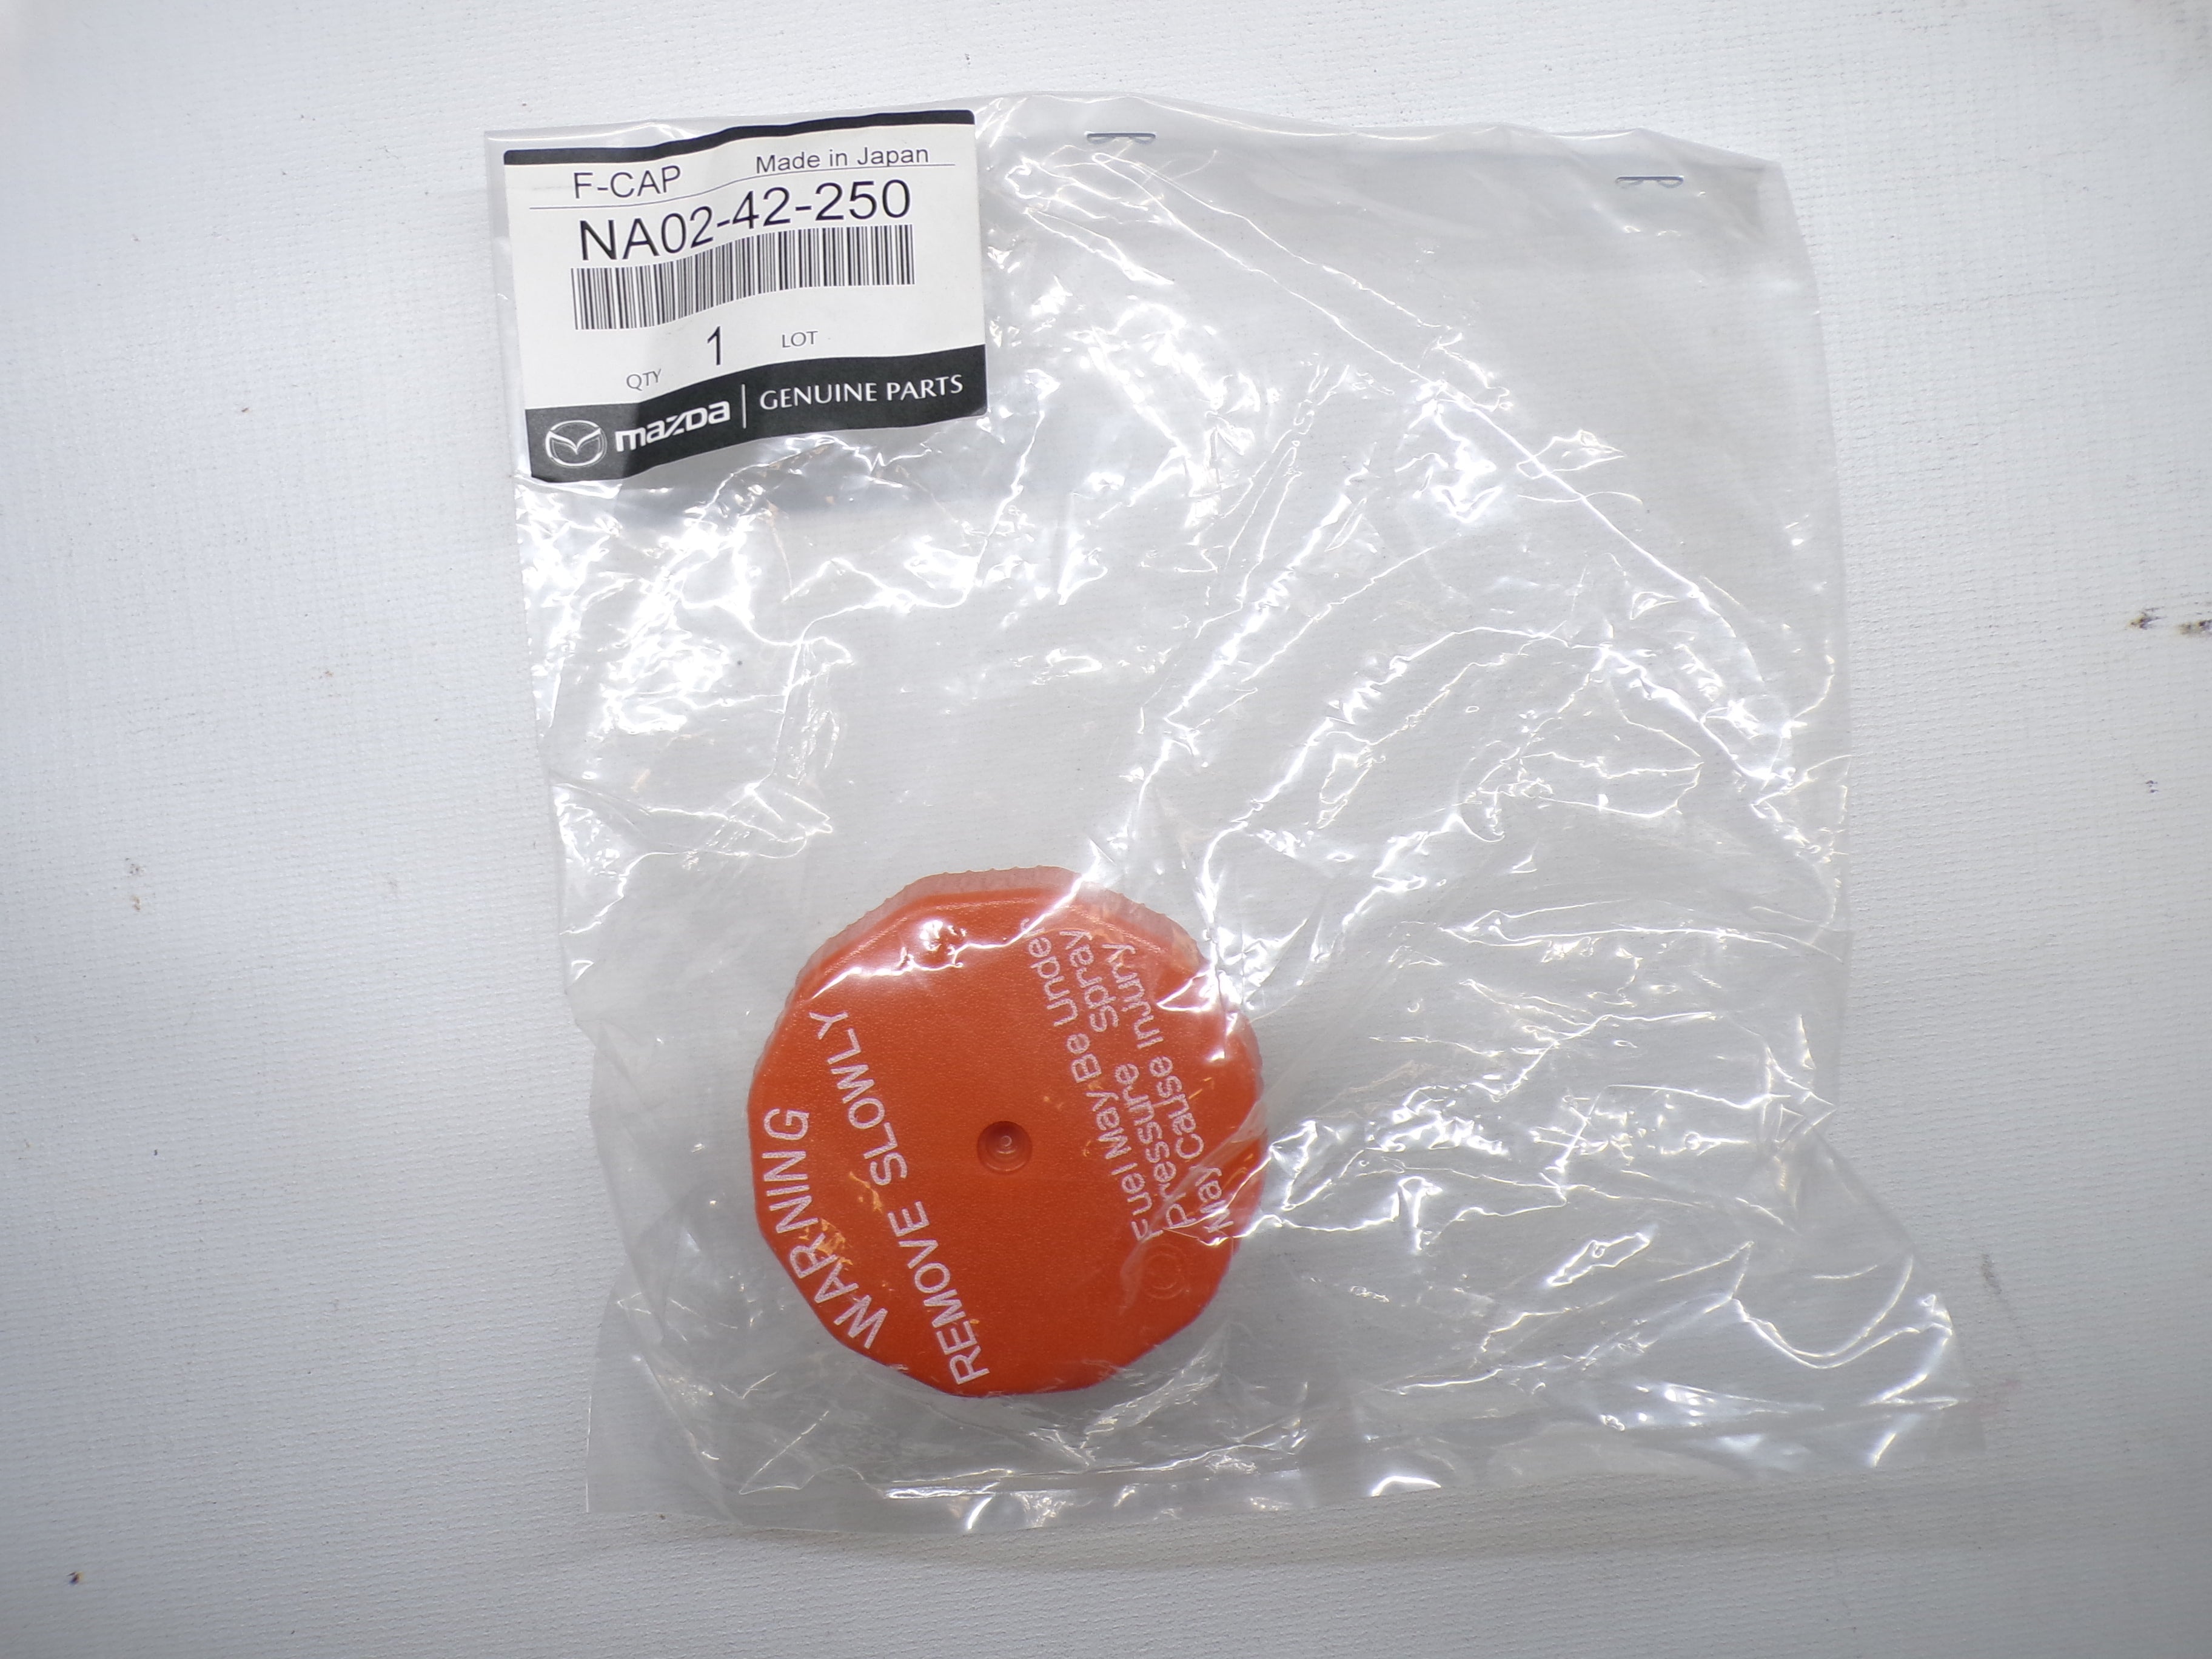 F-CAP Made in Japan
NA02-42-250
QTY 1 LOT
mazda GENUINE PARTS
WARNING
REMOVE SLOWLY
Fuel May Be Unde
Pressure Spray
May Cause Injury